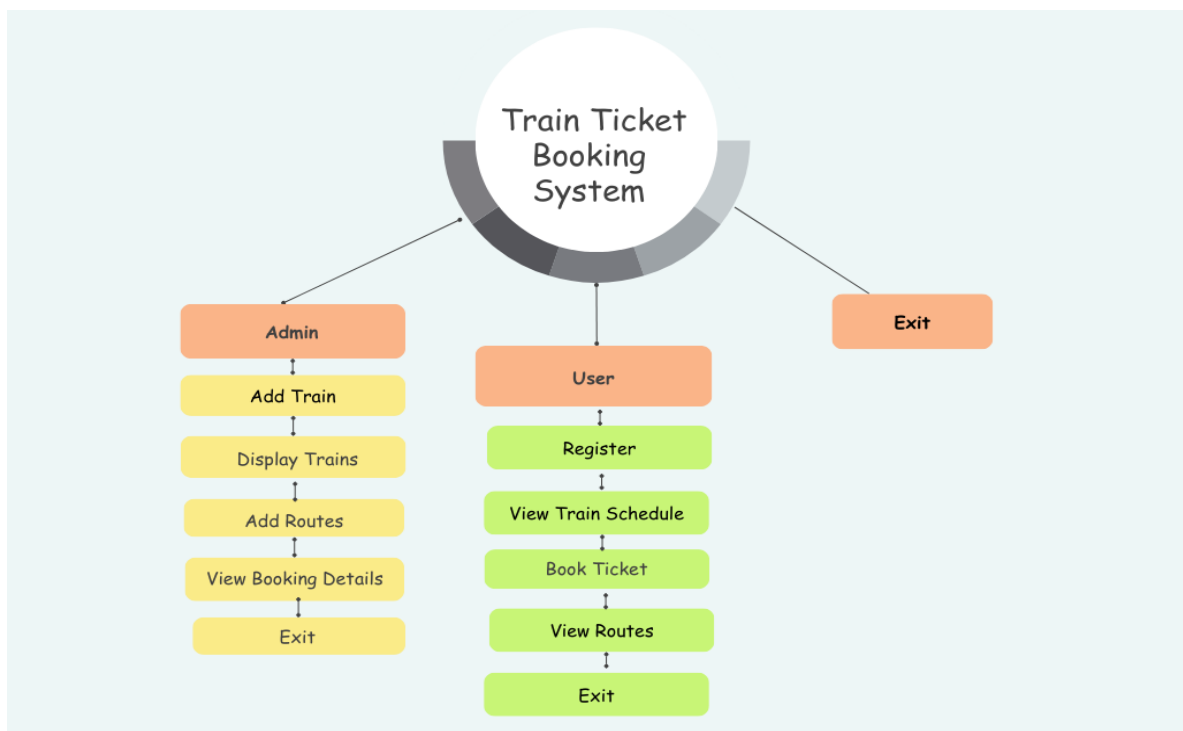 Train Ticket
Booking
System
Admin
Add Train
Display Trains
Add Routes
View Booking Details
Exit
User
Register
View Train Schedule
Book Ticket
View Routes
Exit
Exit